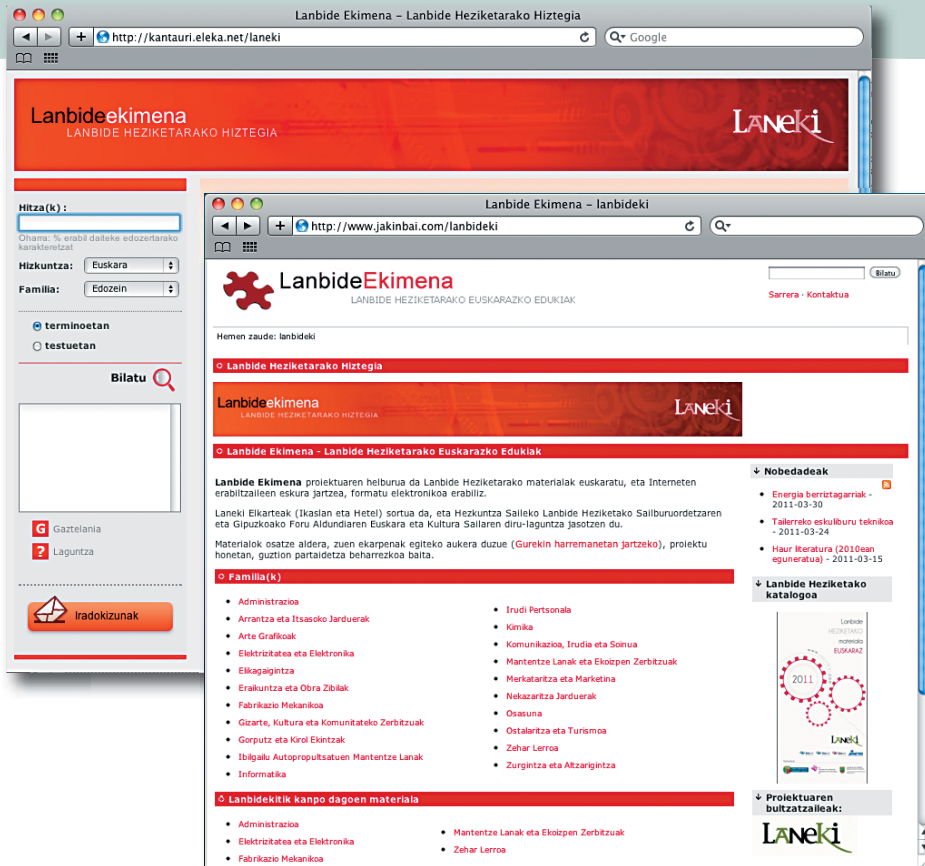 Lanbide Ekimena – Lanbide Heziketarako Hiztegia
http://kantauri.eleka.net/laneki
Google
Lanbideekimena
LANBIDE HEZIKETARAKO HIZTEGIA
LANeki
Hitza(k) :
Oharra: % erabil daiteke edozertarako
karakteretzat
Hizkuntza: Euskara
Familia: Edozein
terminoetan
testuetan
Bilatu
G Gaztelania
? Laguntza
Iradokizunak
Lanbide Ekimena – lanbideki
http://www.jakinbai.com/lanbideki
LanbideEkimena
LANBIDE HEZIKETARAKO EUSKARAZKO EDUKIAK
Bilatu
Sarrera · Kontaktua
Hemen zaude: lanbideki
Lanbide Heziketarako Hiztegia
Lanbideekimena
LANBIDE HEZIKETARAKO HIZTEGIA
LANeki
Lanbide Ekimena - Lanbide Heziketarako Euskarazko Edukiak
Lanbide Ekimena proiektuaren helburua da Lanbide Heziketarako materialak euskaratu, eta Interneten
erabiltzaileen eskura jartzea, formatu elektronikoa erabiliz.
Laneki Elkarteak (Ikaslan eta Hetel) sortua da, eta Hezkuntza Saileko Lanbide Heziketako Sailburuordetzaren
eta Gipuzkoako Foru Aldundiaren Euskara eta Kultura Sailaren diru-laguntza jasotzen du.
Materialok osatze aldera, zuen ekarpenak egiteko aukera duzue (Gurekin harremanetan jartzeko), proiektu
honetan, guztion partaidetza beharrezkoa baita.
Familia(k)
Administrazioa
Arrantza eta Itsasoko Jarduerak
Arte Grafikoak
Elektrizitatea eta Elektronika
Elikagaigintza
Eraikuntza eta Obra Zibilak
Fabrikazio Mekanikoa
Gizarte, Kultura eta Komunitateko Zerbitzuak
Gorputz eta Kirol Ekintzak
Ibilgailu Autopropultsatuen Mantentze Lanak
Informatika
Irudi Pertsonala
Kimika
Komunikazioa, Irudia eta Soinua
Mantentze Lanak eta Ekoizpen Zerbitzuak
Merkataritza eta Marketina
Nekazaritza Jarduerak
Osasuna
Ostalaritza eta Turismoa
Zehar Lerroa
Zurgintza eta Altzarigintza
Lanbidekitik kanpo dagoen materiala
Administrazioa
Elektrizitatea eta Elektronika
Fabrikazio Mekanikoa
Mantentze Lanak eta Ekoizpen Zerbitzuak
Zehar Lerroa
Nobedadeak
Energia berriztagarriak -
2011-03-30
Tailerreko eskuliburu teknikoa
- 2011-03-24
Haur literatura (2010ean
eguneratua) - 2011-03-15
Lanbide Heziketako
katalogoa
Lanbide
HEZIKETAKO
materiala
EUSKARAZ
2011
LANeki
Proiektuaren
bultzatzaileak:
LANeki